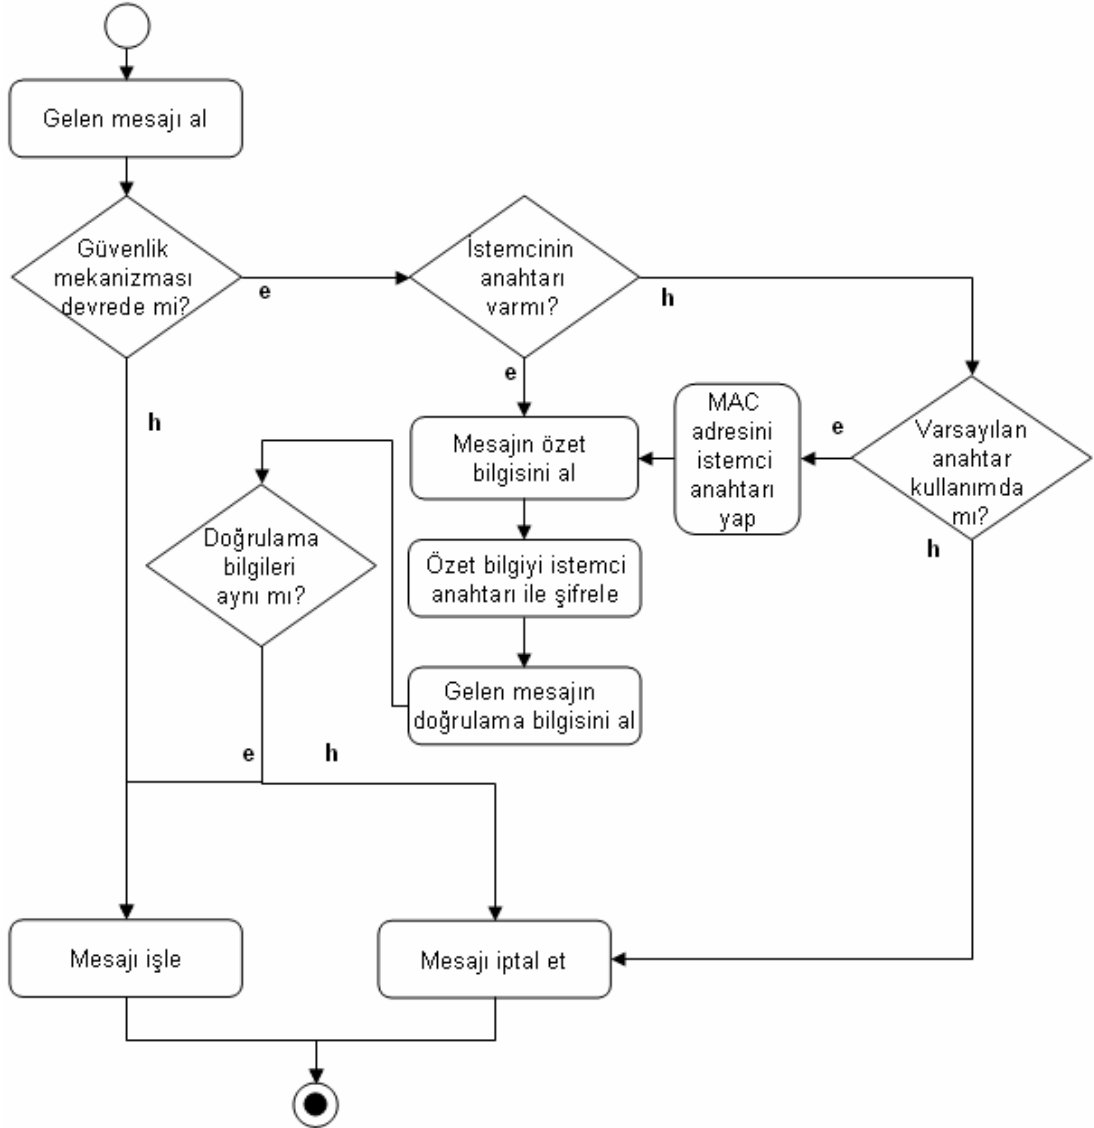 Gelen mesajı al
Güvenlik
mekanizması
devrede mi?
e
h
İstemcinin
anahtarı
varmı?
h
e
Varsayılan
anahtar
kullanımda
mı?
e
h
MAC
adresini
istemci
anahtarı
yap
Mesajın özet
bilgisini al
Özet bilgiyi istemci
anahtarı ile şifrele
Gelen mesajın
doğrulama bilgisini al
Doğrulama
bilgileri
aynı mı?
e
h
Mesajı işle
Mesajı iptal et